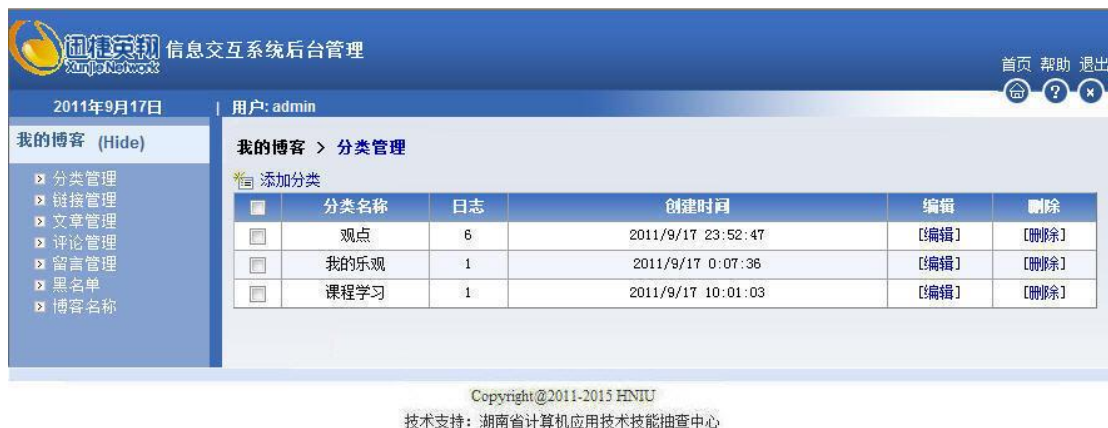 迅捷英翔 信息交互系统后台管理
XunJie Network
首页 帮助 退出
2011年9月17日 | 用户: admin
我的博客 (Hide)
分类管理
链接管理
文章管理
评论管理
留言管理
黑名单
博客名称
我的博客 > 分类管理
添加分类
分类名称 日志 创建时间 编辑 删除
观点 6 2011/9/17 23:52:47 [编辑] [删除]
我的乐观 1 2011/9/17 0:07:36 [编辑] [删除]
课程学习 1 2011/9/17 10:01:03 [编辑] [删除]
Copyright@2011-2015 HNIU
技术支持：湖南省计算机应用技术技能抽查中心